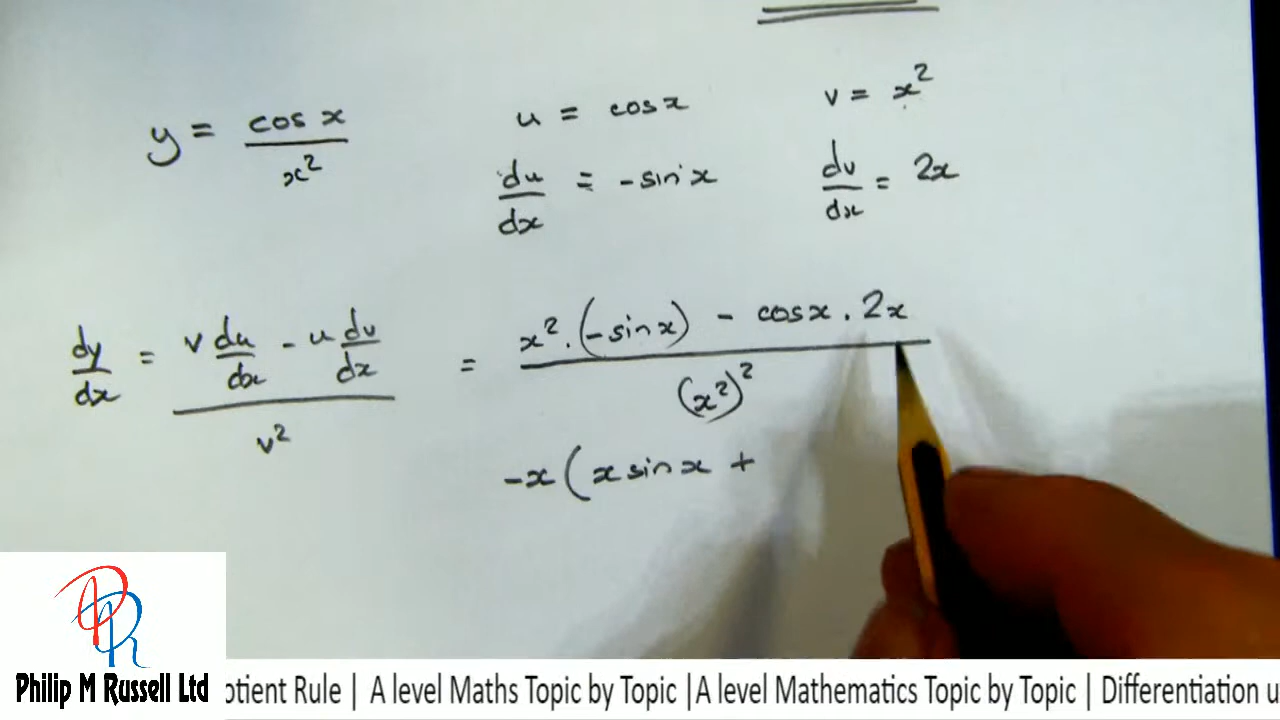 y = cos x / x²
u = cos x
v = x²
du/dx = -sin x
dv/dx = 2x
dy/dx = (v du/dx - u dv/dx) / v² = (x² . (-sin x) - cos x . 2x) / (x²)²
-x ( x sin x +
Philip M Russell Ltd
otient Rule | A level Maths Topic by Topic |A level Mathematics Topic by Topic | Differentiation u